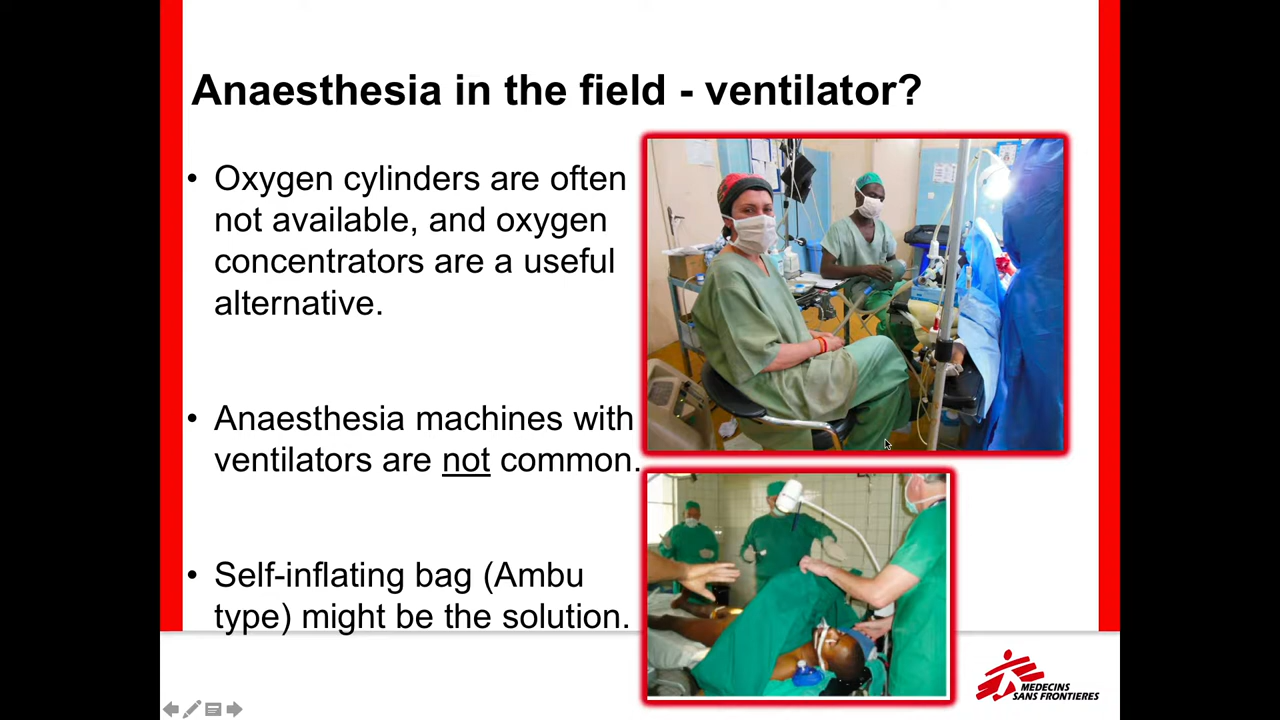 Anaesthesia in the field - ventilator?
• Oxygen cylinders are often
not available, and oxygen
concentrators are a useful
alternative.
• Anaesthesia machines with
ventilators are not common.
• Self-inflating bag (Ambu
type) might be the solution.
MEDECINS
SANS FRONTIERES